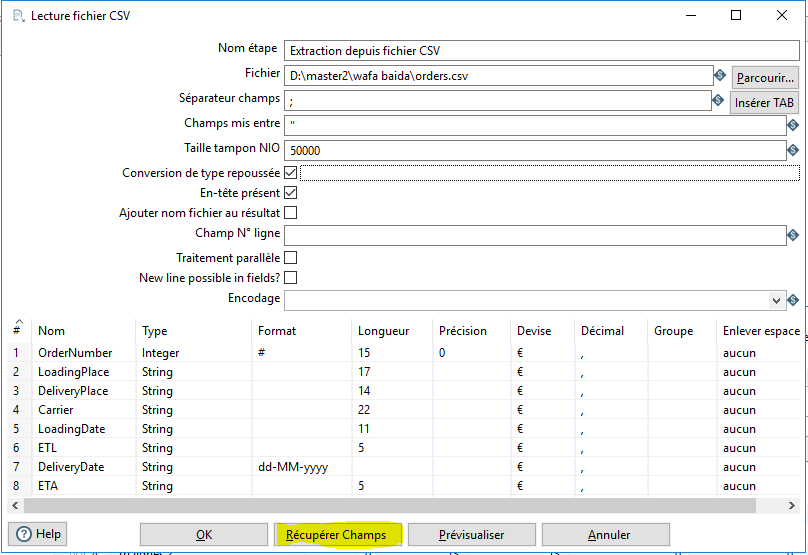 Lecture fichier CSV
Nom étape Extraction depuis fichier CSV
Fichier D:\master2\wafa baida\orders.csv Parcourir...
Séparateur champs ; Insérer TAB
Champs mis entre "
Taille tampon NIO 50000
Conversion de type repoussée
En-tête présent
Ajouter nom fichier au résultat
Champ N° ligne
Traitement parallèle
New line possible in fields?
Encodage
# Nom Type Format Longueur Précision Devise Décimal Groupe Enlever espace
1 OrderNumber Integer # 15 0 € , aucun
2 LoadingPlace String 17 € , aucun
3 DeliveryPlace String 14 € , aucun
4 Carrier String 22 € , aucun
5 LoadingDate String 11 € , aucun
6 ETL String 5 € , aucun
7 DeliveryDate String dd-MM-yyyy € , aucun
8 ETA String 5 € , aucun
Help OK Récupérer Champs Prévisualiser Annuler